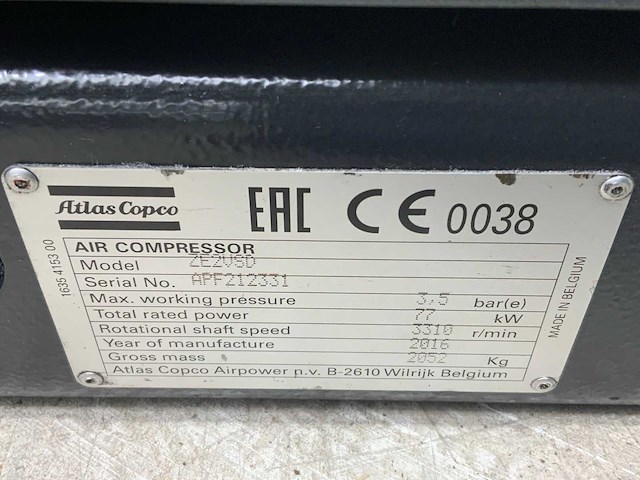 Atlas Copco
EAC CE 0038
AIR COMPRESSOR
Model ZE2VSD
Serial No. APF212331
Max. working pressure 3,5 bar(e)
Total rated power 77 kW
Rotational shaft speed 3310 r/min
Year of manufacture 2016
Gross mass 2052 Kg
Atlas Copco Airpower n.v. B-2610 Wilrijk Belgium
1635 4153 00
MADE IN BELGIUM